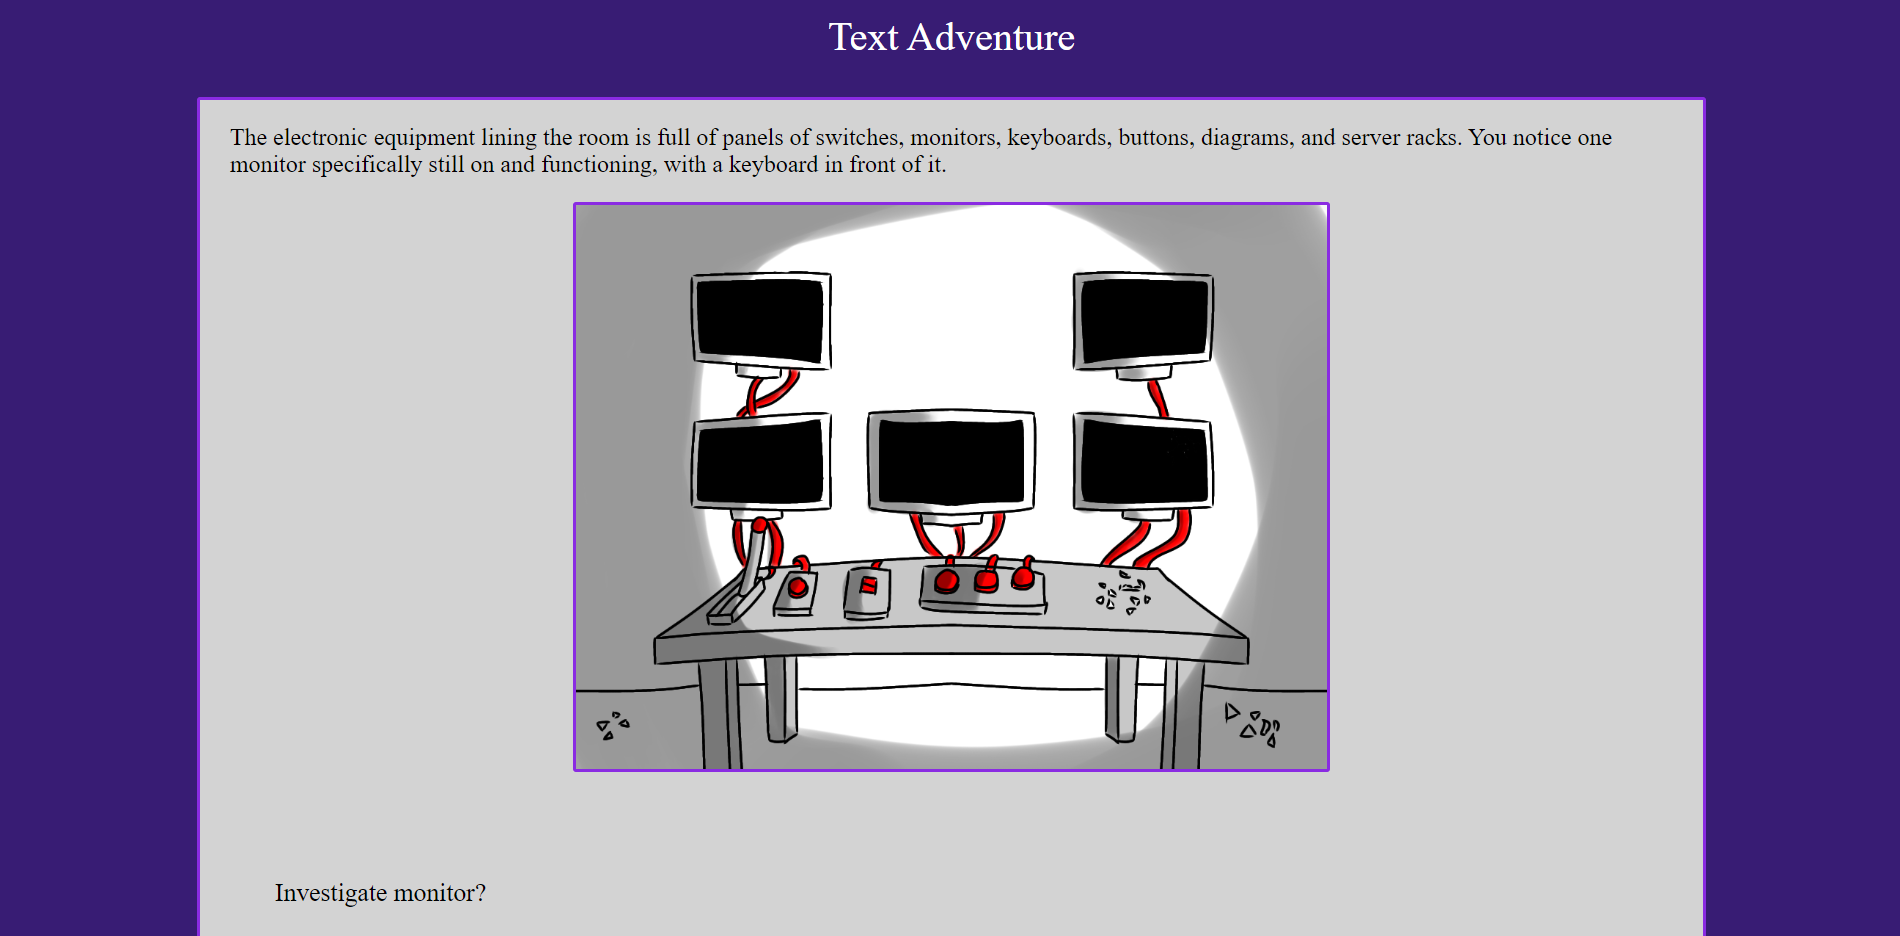 Text Adventure
The electronic equipment lining the room is full of panels of switches, monitors, keyboards, buttons, diagrams, and server racks. You notice one
monitor specifically still on and functioning, with a keyboard in front of it.
Investigate monitor?